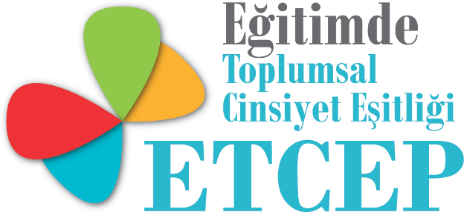 Eğitimde
Toplumsal
Cinsiyet Eşitliği
ETCEP